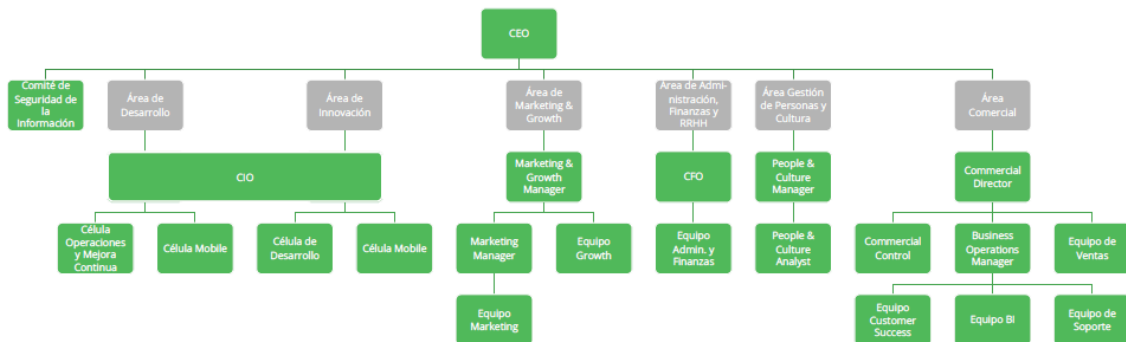 CEO
Comité de
Seguridad de
la
Información
Área de
Desarrollo
Área de
Innovación
Área de
Marketing &
Growth
Área de Admi-
nistración,
Finanzas y
RRHH
Área Gestión
de Personas y
Cultura
Área
Comercial
CIO
Marketing &
Growth
Manager
CFO
People &
Culture
Manager
Commercial
Director
Célula
Operaciones
y Mejora
Continua
Célula Mobile
Célula de
Desarrollo
Célula Mobile
Marketing
Manager
Equipo
Growth
Equipo
Admin. y
Finanzas
People &
Culture
Analyst
Commercial
Control
Business
Operations
Manager
Equipo de
Ventas
Equipo
Marketing
Equipo
Customer
Success
Equipo BI
Equipo de
Soporte